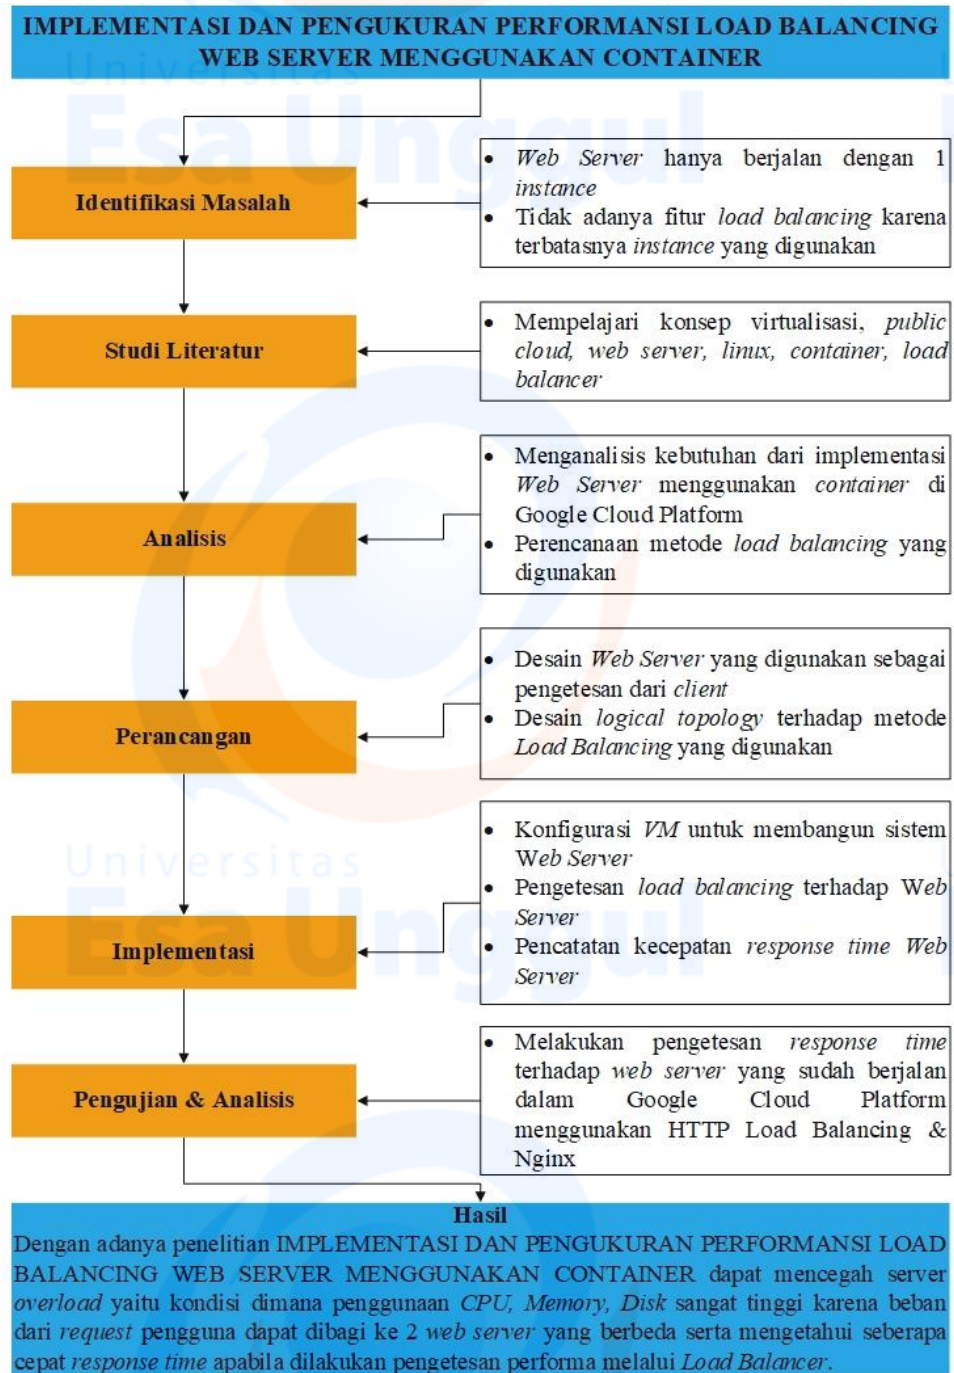 IMPLEMENTASI DAN PENGUKURAN PERFORMANSI LOAD BALANCING
WEB SERVER MENGGUNAKAN CONTAINER
Universitas
Esa Unggul
Identifikasi Masalah
• Web Server hanya berjalan dengan 1
instance
• Tidak adanya fitur load balancing karena
terbatasnya instance yang digunakan
Studi Literatur
• Mempelajari konsep virtualisasi, public
cloud, web server, linux, container, load
balancer
Analisis
• Menganalisis kebutuhan dari implementasi
Web Server menggunakan container di
Google Cloud Platform
• Perencanaan metode load balancing yang
digunakan
Perancangan
• Desain Web Server yang digunakan sebagai
pengetesan dari client
• Desain logical topology terhadap metode
Load Balancing yang digunakan
Universitas
Esa Unggul
Implementasi
• Konfigurasi VM untuk membangun sistem
Web Server
• Pengetesan load balancing terhadap Web
Server
• Pencatatan kecepatan response time Web
Server
Pengujian & Analisis
• Melakukan pengetesan response time
terhadap web server yang sudah berjalan
dalam Google Cloud Platform
menggunakan HTTP Load Balancing &
Nginx
Hasil
Dengan adanya penelitian IMPLEMENTASI DAN PENGUKURAN PERFORMANSI LOAD
BALANCING WEB SERVER MENGGUNAKAN CONTAINER dapat mencegah server
overload yaitu kondisi dimana penggunaan CPU, Memory, Disk sangat tinggi karena beban
dari request pengguna dapat dibagi ke 2 web server yang berbeda serta mengetahui seberapa
cepat response time apabila dilakukan pengetesan performa melalui Load Balancer.